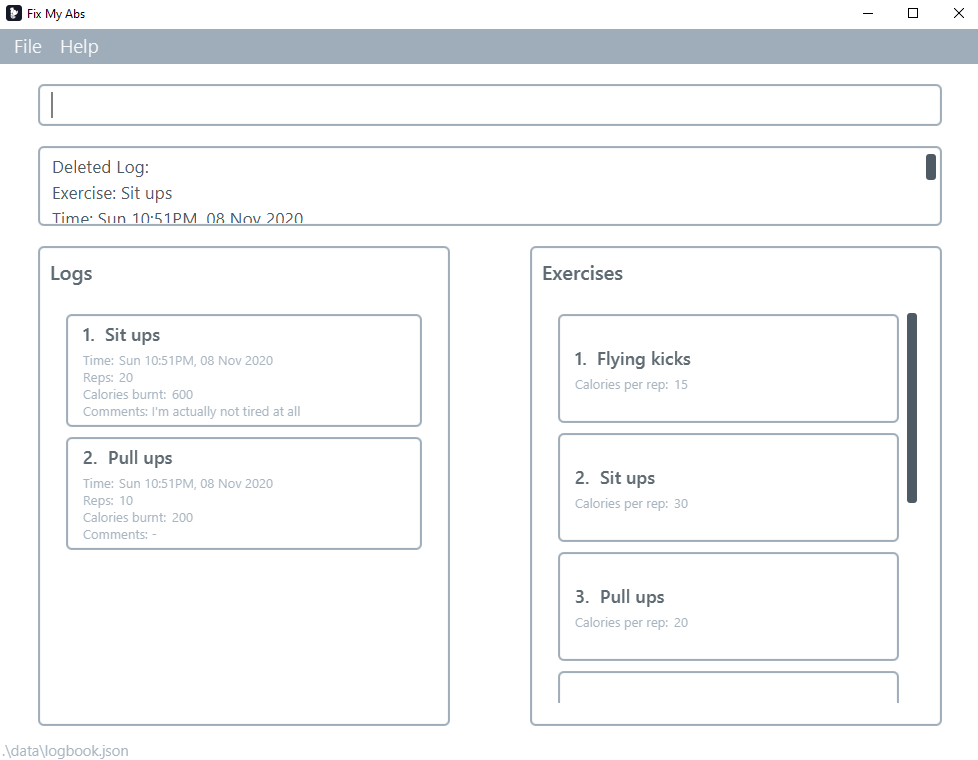 Fix My Abs
File Help
Deleted Log:
Exercise: Sit ups
Time: Sun 10:51PM, 08 Nov 2020
Logs
1. Sit ups
Time: Sun 10:51PM, 08 Nov 2020
Reps: 20
Calories burnt: 600
Comments: I'm actually not tired at all
2. Pull ups
Time: Sun 10:51PM, 08 Nov 2020
Reps: 10
Calories burnt: 200
Comments: -
Exercises
1. Flying kicks
Calories per rep: 15
2. Sit ups
Calories per rep: 30
3. Pull ups
Calories per rep: 20
.\data\logbook.json